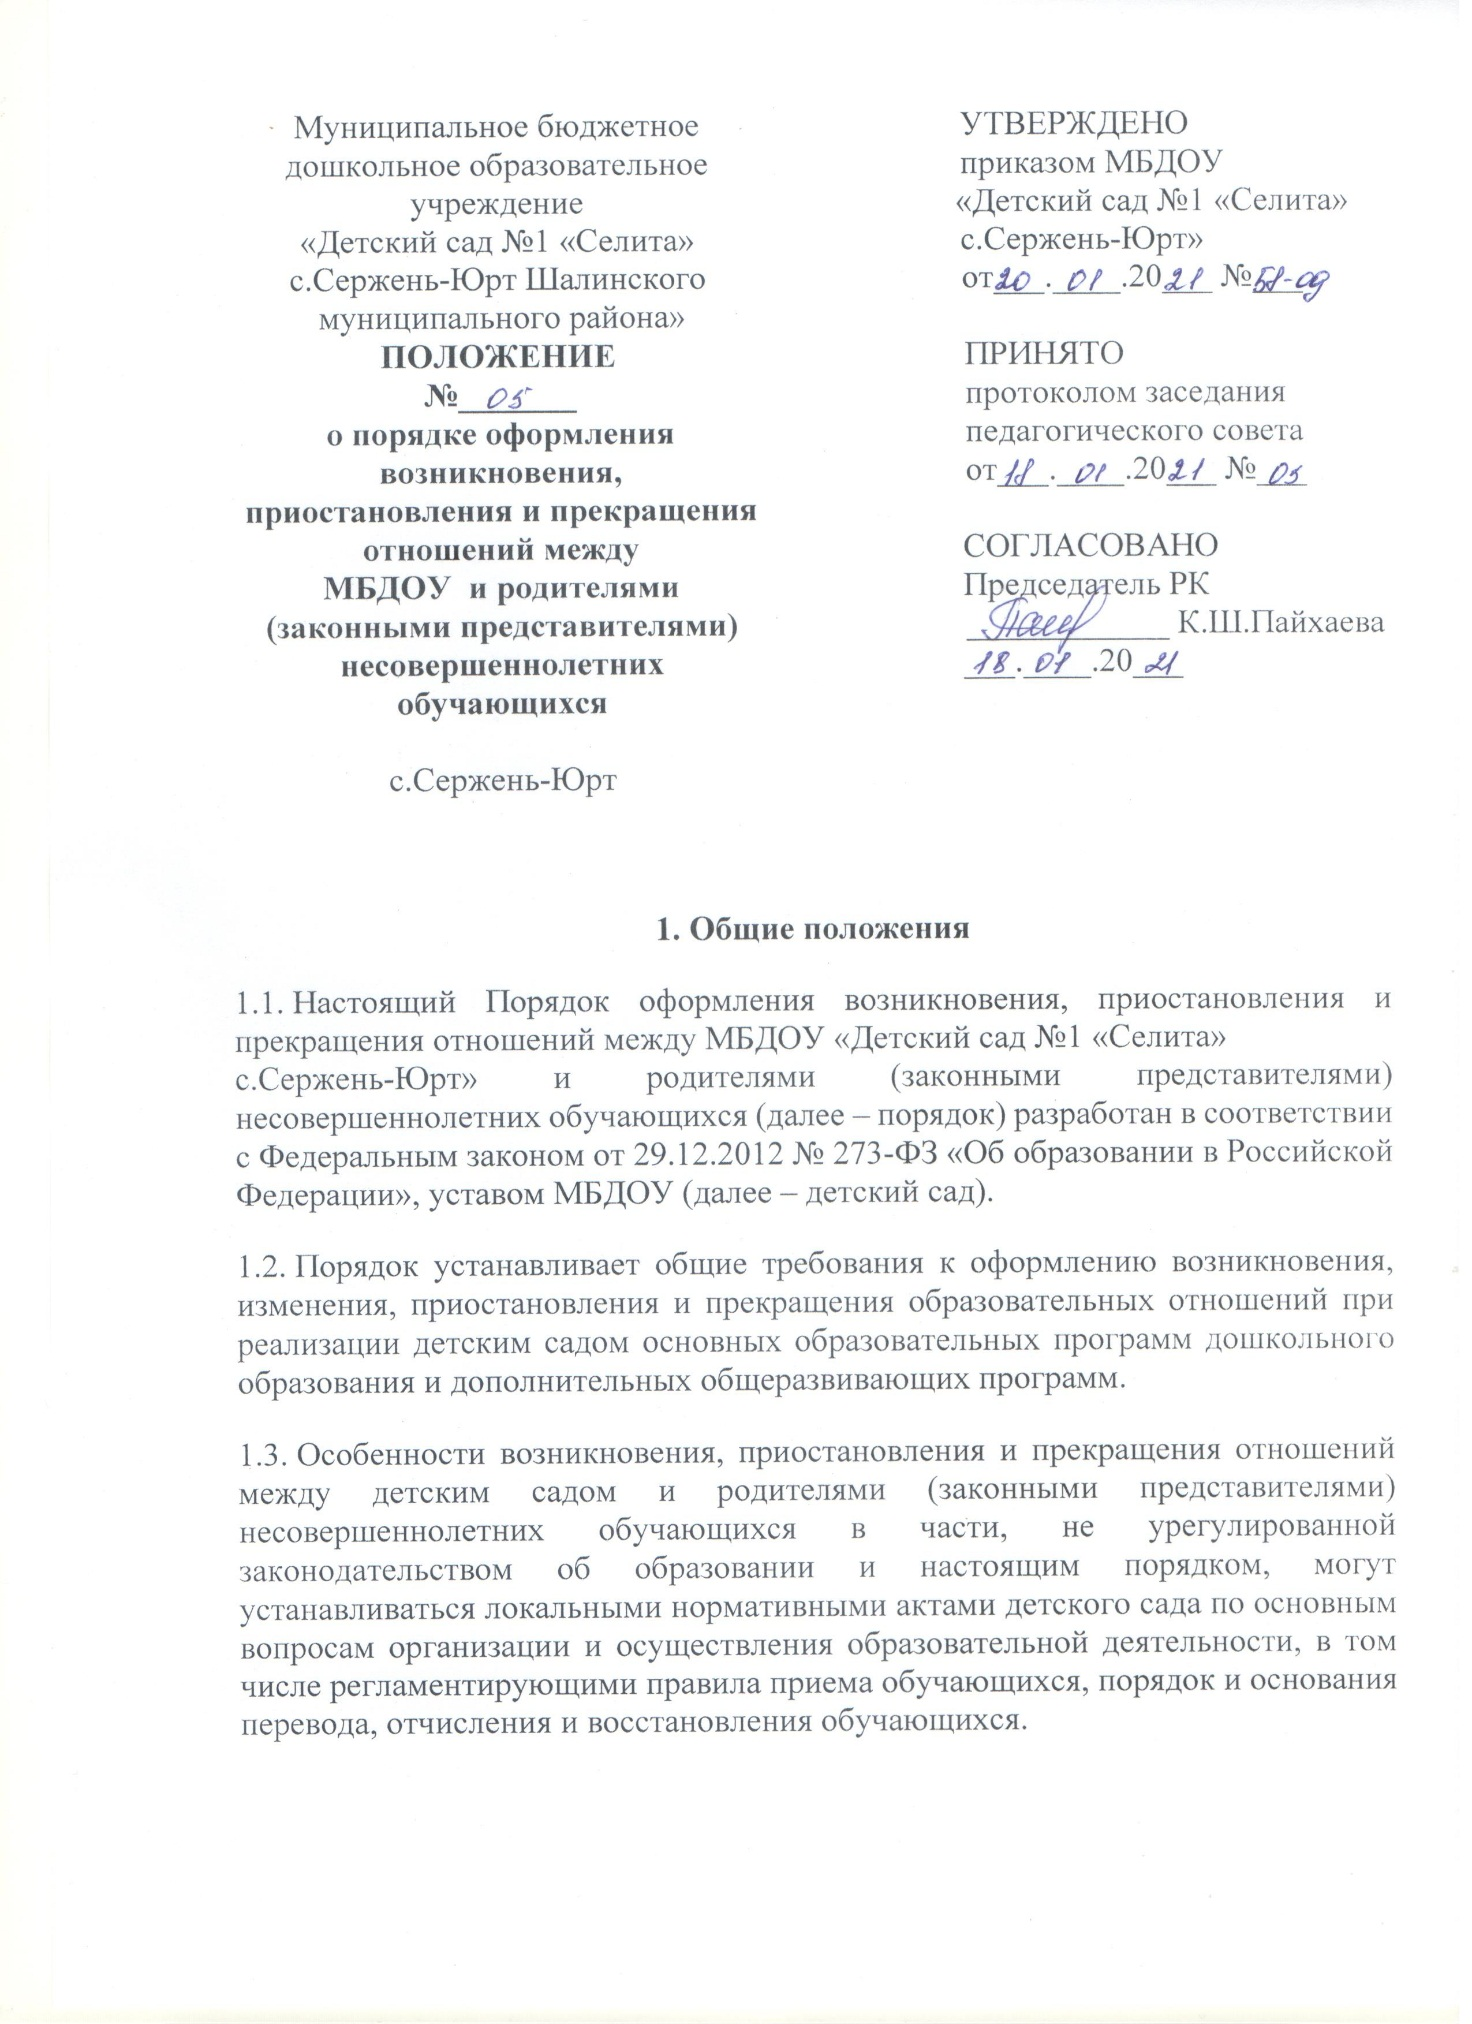 Муниципальное бюджетное
дошкольное образовательное
учреждение
«Детский сад №1 «Селита»
с.Сержень-Юрт Шалинского
муниципального района»
ПОЛОЖЕНИЕ
№ 05
о порядке оформления
возникновения,
приостановления и прекращения
отношений между
МБДОУ и родителями
(законными представителями)
несовершеннолетних
обучающихся
с.Сержень-Юрт
УТВЕРЖДЕНО
приказом МБДОУ
«Детский сад №1 «Селита»
с.Сержень-Юрт»
от 20.01.2021 №
ПРИНЯТО
протоколом заседания
педагогического совета
от 18.01.2021 №
СОГЛАСОВАНО
Председатель РК
К.Ш.Пайхаева
18.01.2021
1. Общие положения
1.1. Настоящий Порядок оформления возникновения, приостановления и
прекращения отношений между МБДОУ «Детский сад №1 «Селита»
с.Сержень-Юрт» и родителями (законными представителями)
несовершеннолетних обучающихся (далее – порядок) разработан в соответствии
с Федеральным законом от 29.12.2012 № 273-ФЗ «Об образовании в Российской
Федерации», уставом МБДОУ (далее – детский сад).
1.2. Порядок устанавливает общие требования к оформлению возникновения,
изменения, приостановления и прекращения образовательных отношений при
реализации детским садом основных образовательных программ дошкольного
образования и дополнительных общеразвивающих программ.
1.3. Особенности возникновения, приостановления и прекращения отношений
между детским садом и родителями (законными представителями)
несовершеннолетних обучающихся в части, не урегулированной
законодательством об образовании и настоящим порядком, могут
устанавливаться локальными нормативными актами детского сада по основным
вопросам организации и осуществления образовательной деятельности, в том
числе регламентирующими правила приема обучающихся, порядок и основания
перевода, отчисления и восстановления обучающихся.